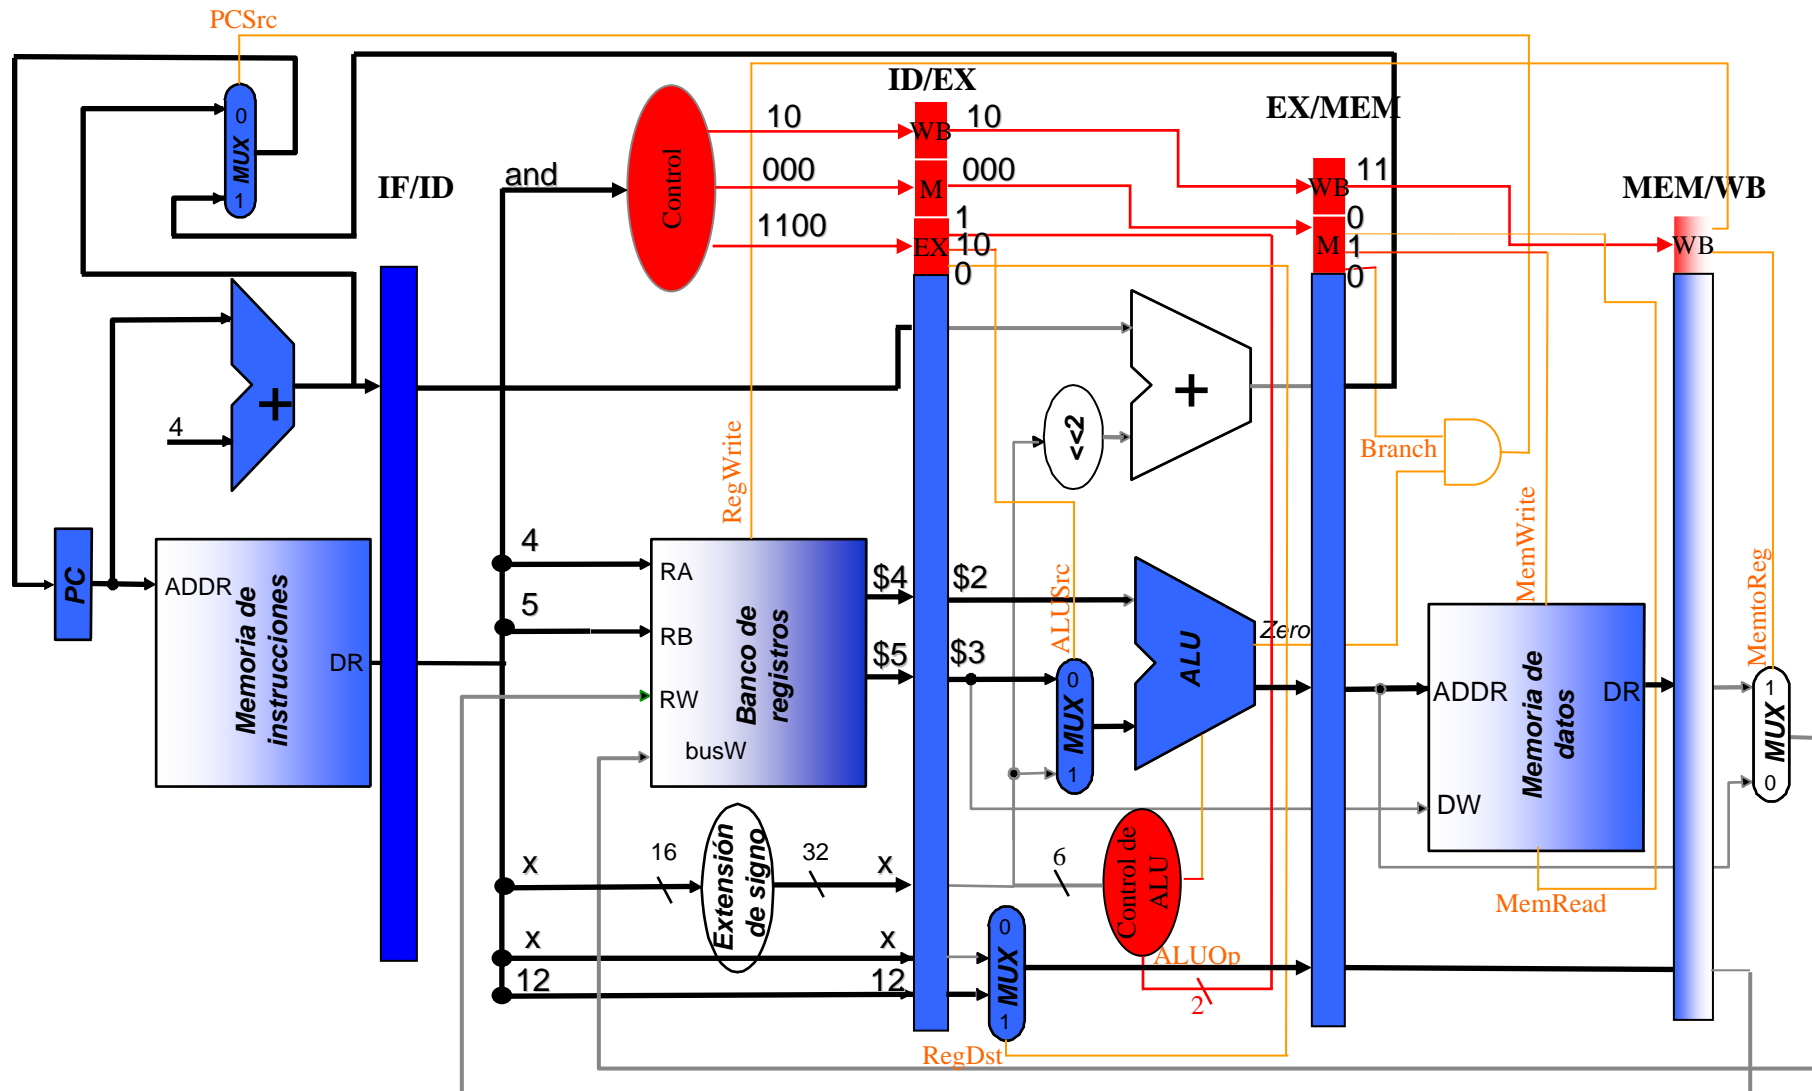 PCSrc
ID/EX
EX/MEM
MEM/WB
IF/ID
0
MUX
1
and
Control
10
000
1100
WB
M
EX
10
000
1
10
0
WB
M
11
0
1
0
WB
4
+
+
<<2
RegWrite
Branch
MemWrite
MemtoReg
ALUSrc
PC
ADDR
Memoria de
instrucciones
DR
4
5
RA
RB
RW
busW
Banco de
registros
$4
$5
$2
$3
0
MUX
1
ALU
Zero
ADDR
DR
DW
Memoria de
datos
1
MUX
0
x
16
Extensión
de signo
32
x
6
Control de
ALU
MemRead
x
x
12
12
0
MUX
1
ALUOp
2
RegDst